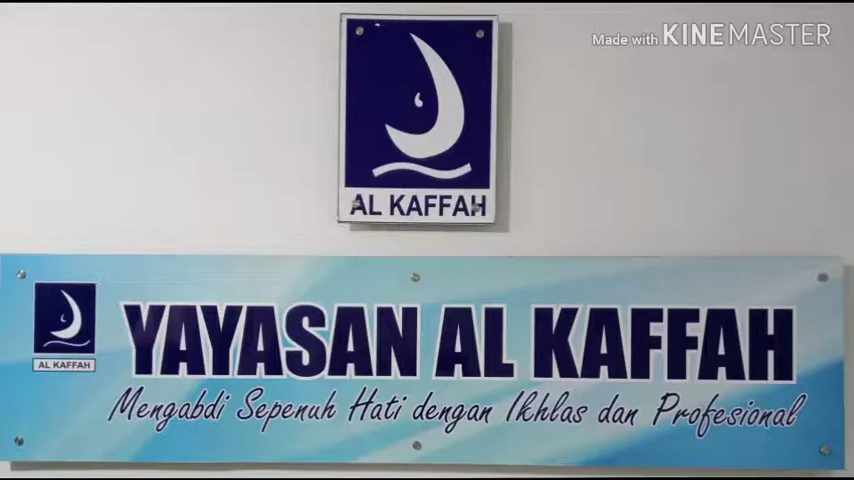 Made with KINEMASTER
AL KAFFAH
AL KAFFAH
YAYASAN AL KAFFAH
Mengabdi Sepenuh Hati dengan Ikhlas dan Profesional